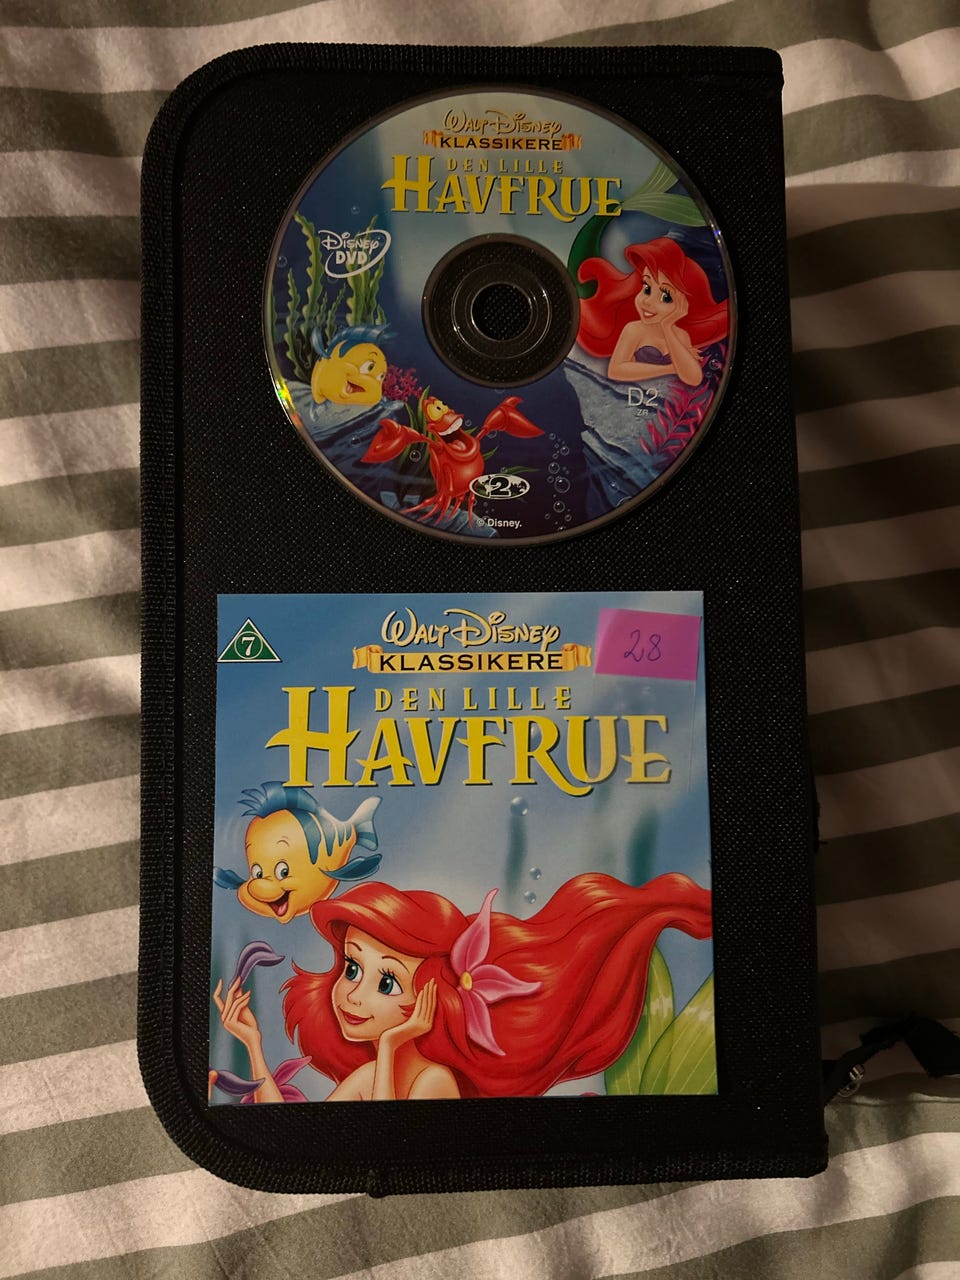 Walt Disney
KLASSIKERE
DEN LILLE
HAVFRUE
Disney
DVD
D2
ZR
2
© Disney.
7
Walt Disney
KLASSIKERE
28
DEN LILLE
HAVFRUE